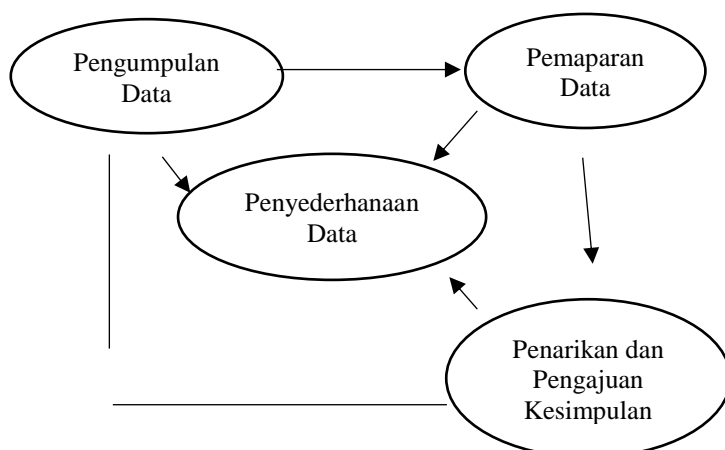 Pengumpulan
Data
Pemaparan
Data
Penyederhanaan
Data
Penarikan dan
Pengajuan
Kesimpulan